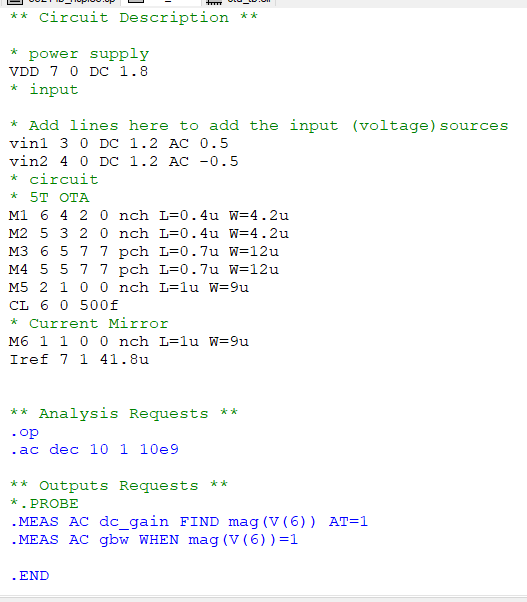 ** Circuit Description **
* power supply
VDD 7 0 DC 1.8
* input
* Add lines here to add the input (voltage)sources
vin1 3 0 DC 1.2 AC 0.5
vin2 4 0 DC 1.2 AC -0.5
* circuit
* 5T OTA
M1 6 4 2 0 nch L=0.4u W=4.2u
M2 5 3 2 0 nch L=0.4u W=4.2u
M3 6 5 7 7 pch L=0.7u W=12u
M4 5 5 7 7 pch L=0.7u W=12u
M5 2 1 0 0 nch L=1u W=9u
CL 6 0 500f
* Current Mirror
M6 1 1 0 0 nch L=1u W=9u
Iref 7 1 41.8u
** Analysis Requests **
.op
.ac dec 10 1 10e9
** Outputs Requests **
*.PROBE
.MEAS AC dc_gain FIND mag(V(6)) AT=1
.MEAS AC gbw WHEN mag(V(6))=1
.END